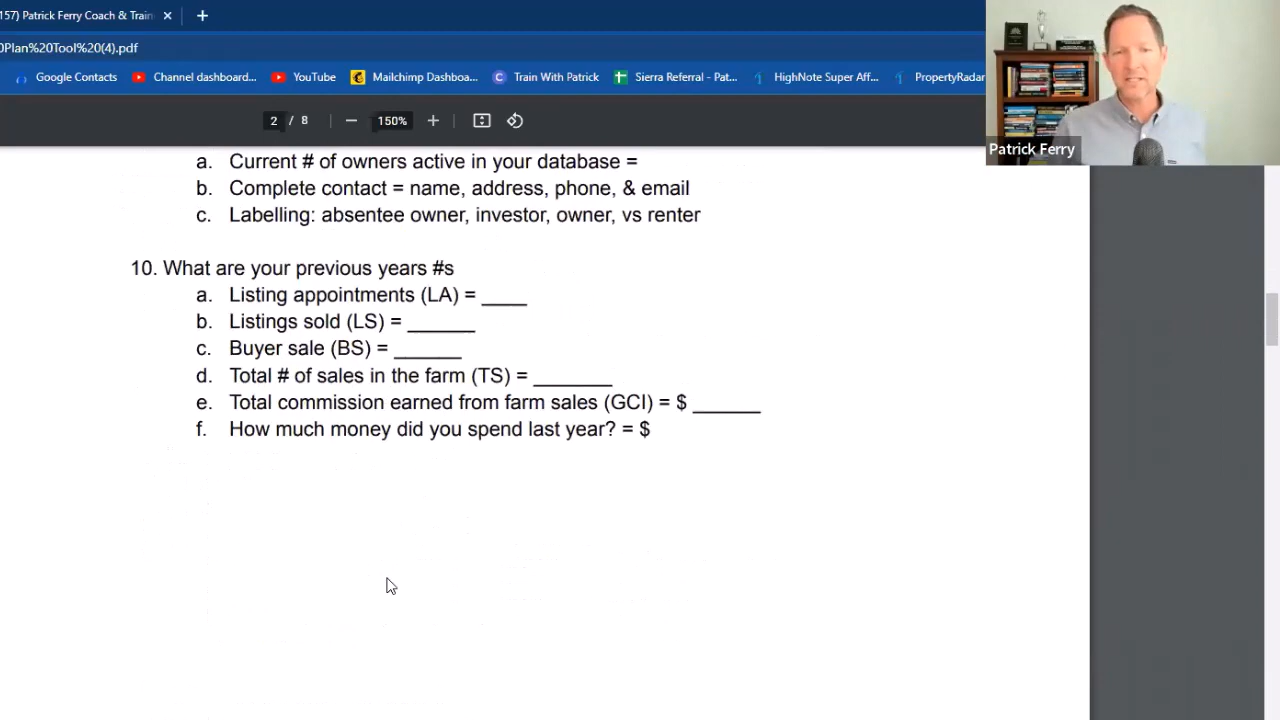 157) Patrick Ferry Coach & Train
0Plan%20Tool%20(4).pdf
Google Contacts
Channel dashboard...
YouTube
Mailchimp Dashboa...
Train With Patrick
Sierra Referral - Pat...
HighNote Super Aff...
PropertyRadar
2 / 8
150%
Patrick Ferry
a. Current # of owners active in your database =
b. Complete contact = name, address, phone, & email
c. Labelling: absentee owner, investor, owner, vs renter
10. What are your previous years #s
a. Listing appointments (LA) = ____
b. Listings sold (LS) = ______
c. Buyer sale (BS) = ______
d. Total # of sales in the farm (TS) = _______
e. Total commission earned from farm sales (GCI) = $ ______
f. How much money did you spend last year? = $